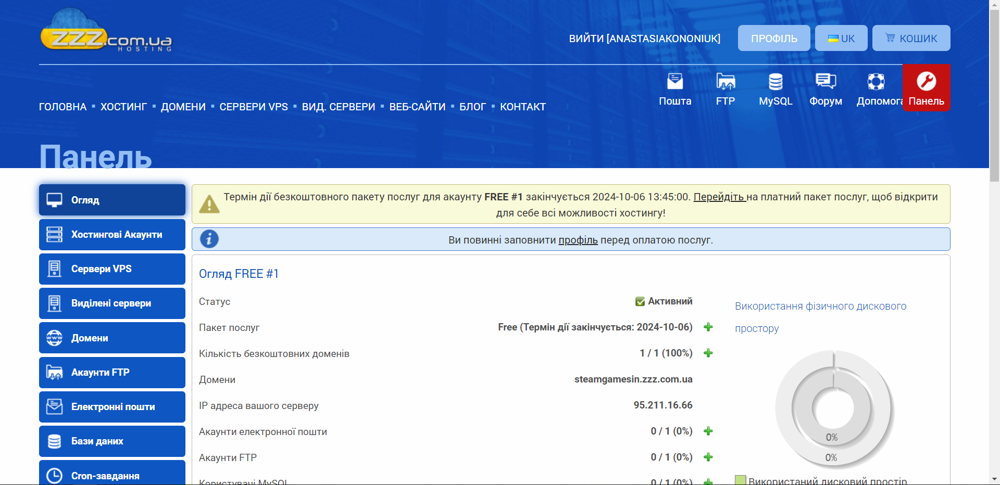 zzz.com.ua
HOSTING
ВИЙТИ [ANASTASIAKONONIUK]
ПРОФІЛЬ
UK
КОШИК
ГОЛОВНА ▪ ХОСТИНГ ▪ ДОМЕНИ ▪ СЕРВЕРИ VPS ▪ ВИД. СЕРВЕРИ ▪ ВЕБ-САЙТИ ▪ БЛОГ ▪ КОНТАКТ
Пошта
FTP
MySQL
Форум
Допомога
Панель
Панель
Огляд
Хостингові Акаунти
Сервери VPS
Виділені сервери
WWW
Домени
Акаунти FTP
Електронні пошти
Бази даних
Cron-завдання
Термін дії безкоштовного пакету послуг для акаунту FREE #1 закінчується 2024-10-06 13:45:00. Перейдіть на платний пакет послуг, щоб відкрити
для себе всі можливості хостингу!
Ви повинні заповнити профіль перед оплатою послуг.
Огляд FREE #1
Статус Активний
Пакет послуг Free (Термін дії закінчується: 2024-10-06)
Кількість безкоштовних доменів 1 / 1 (100%)
Домени steamgamesin.zzz.com.ua
IP адреса вашого серверу 95.211.16.66
Акаунти електронної пошти 0 / 1 (0%)
Акаунти FTP 0 / 1 (0%)
Користувачі MySQL 0 / 1 (0%)
Використання фізичного дискового
простору
0%
0%
Використаний дисковий простір